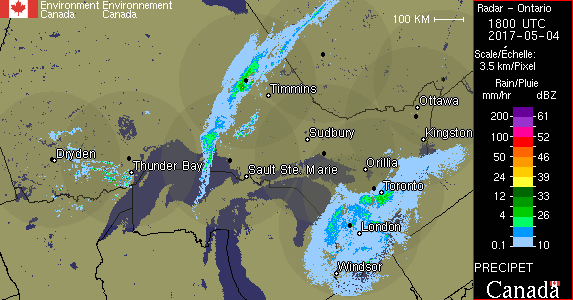 Environment Environnement
Canada Canada
100 KM
Timmins
Ottawa
Sudbury
Kingston
Dryden
Thunder Bay
Sault Ste. Marie
Orillia
Toronto
London
Windsor
Radar - Ontario
1800 UTC
2017-05-04
Scale/Échelle:
3.5 km/Pixel
Rain/Pluie
mm/hr dBZ
200 61
100 52
50 46
24 39
12 33
4 26
0.1 10
PRECIPET
Canada